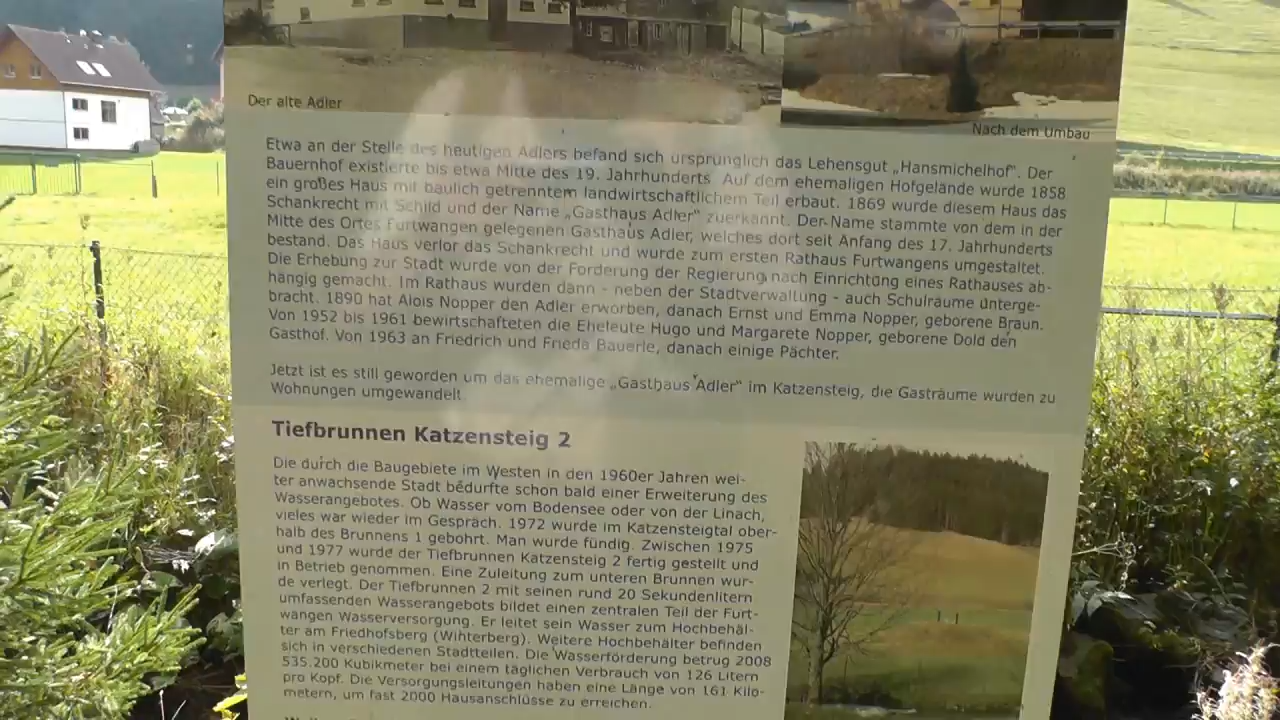 Der alte Adler
Nach dem Umbau
Etwa an der Stelle des heutigen Adlers befand sich ursprünglich das Lehensgut „Hansmichelhof“. Der
Bauernhof existierte bis etwa Mitte des 19. Jahrhunderts. Auf dem ehemaligen Hofgelände wurde 1858
ein großes Haus mit baulich getrenntem landwirtschaftlichem Teil erbaut. 1869 wurde diesem Haus das
Schankrecht mit Schild und der Name „Gasthaus Adler“ zuerkannt. Der Name stammte von dem in der
Mitte des Ortes Furtwangen gelegenen Gasthaus Adler, welches dort seit Anfang des 17. Jahrhunderts
bestand. Das Haus verlor das Schankrecht und wurde zum ersten Rathaus Furtwangens umgestaltet.
Die Erhebung zur Stadt wurde von der Forderung der Regierung nach Einrichtung eines Rathauses ab-
hängig gemacht. Im Rathaus wurden dann - neben der Stadtverwaltung - auch Schulräume unterge-
bracht. 1890 hat Alois Nopper den Adler erworben, danach Ernst und Emma Nopper, geborene Braun.
Von 1952 bis 1961 bewirtschafteten die Eheleute Hugo und Margarete Nopper, geborene Dold den
Gasthof. Von 1963 an Friedrich und Frieda Bauerle, danach einige Pächter.
Jetzt ist es still geworden um das ehemalige „Gasthaus Adler“ im Katzensteig, die Gasträume wurden zu
Wohnungen umgewandelt.
Tiefbrunnen Katzensteig 2
Die durch die Baugebiete im Westen in den 1960er Jahren wei-
ter anwachsende Stadt bedurfte schon bald einer Erweiterung des
Wasserangebotes. Ob Wasser vom Bodensee oder von der Linach,
vieles war wieder im Gespräch. 1972 wurde im Katzensteigtal ober-
halb des Brunnens 1 gebohrt. Man wurde fündig. Zwischen 1975
und 1977 wurde der Tiefbrunnen Katzensteig 2 fertig gestellt und
in Betrieb genommen. Eine Zuleitung zum unteren Brunnen wur-
de verlegt. Der Tiefbrunnen 2 mit seinen rund 20 Sekundenlitern
umfassenden Wasserangebots bildet einen zentralen Teil der Furt-
wangen Wasserversorgung. Er leitet sein Wasser zum Hochbehäl-
ter am Friedhofsberg (Wihterberg). Weitere Hochbehälter befinden
sich in verschiedenen Stadtteilen. Die Wasserförderung betrug 2008
535.200 Kubikmeter bei einem täglichen Verbrauch von 126 Litern
pro Kopf. Die Versorgungsleitungen haben eine Länge von 161 Kilo-
metern, um fast 2000 Hausanschlüsse zu erreichen.